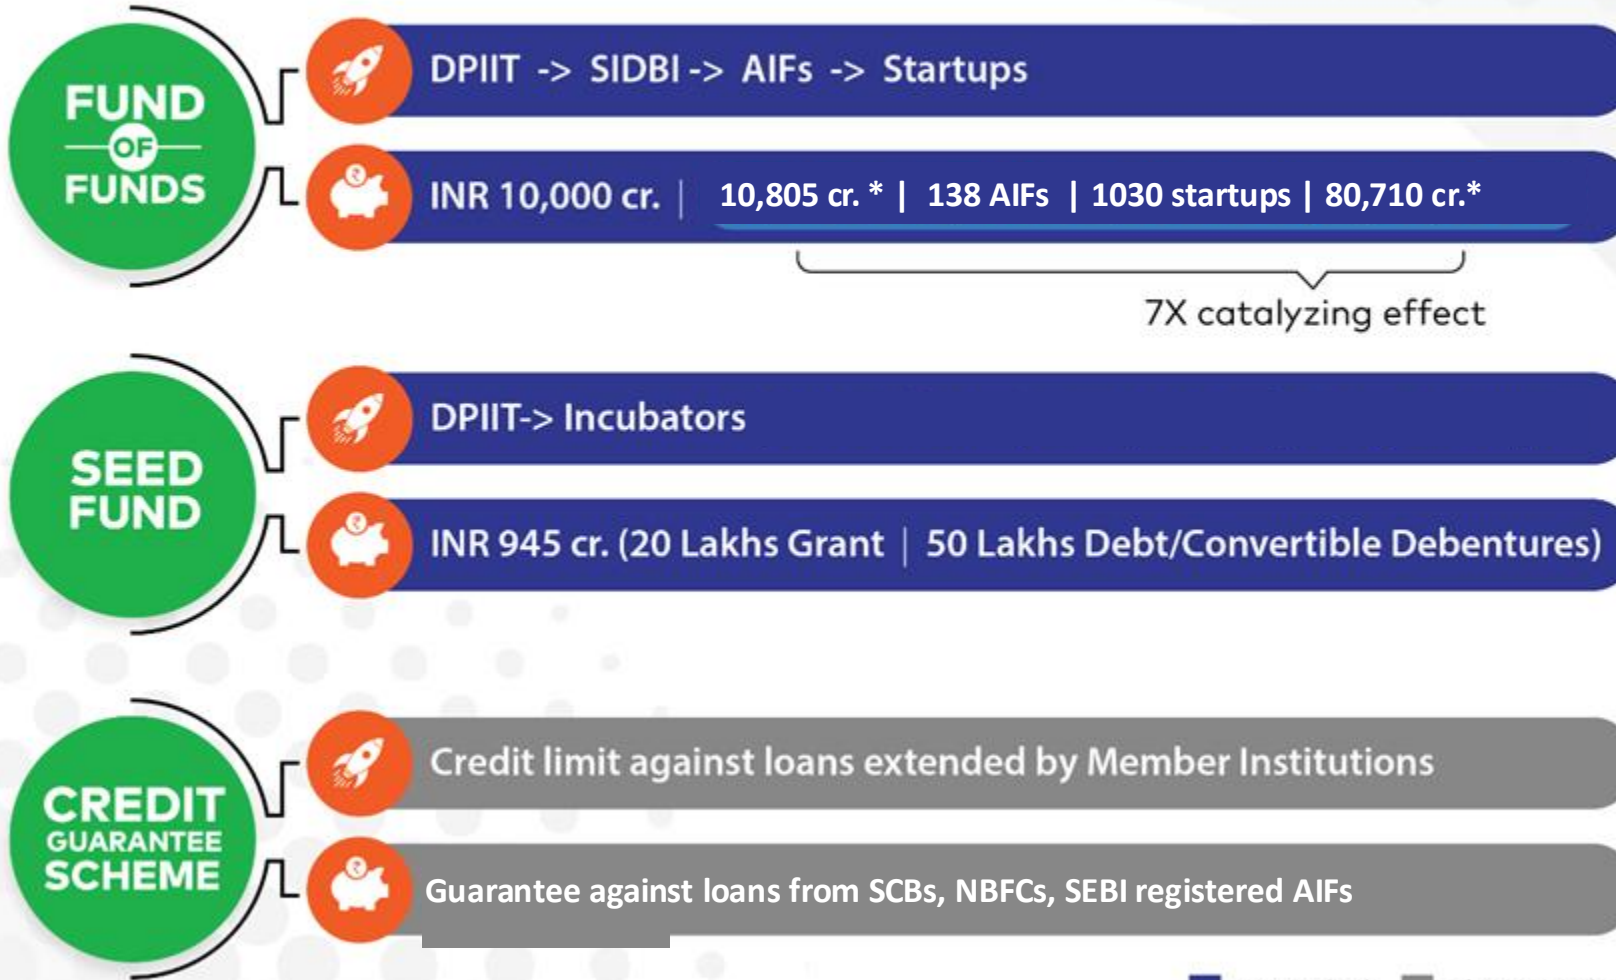 FUND
OF
FUNDS
DPIIT -> SIDBI -> AIFs -> Startups
INR 10,000 cr. | 10,805 cr. * | 138 AIFs | 1030 startups | 80,710 cr.*
7X catalyzing effect
SEED
FUND
DPIIT-> Incubators
INR 945 cr. (20 Lakhs Grant | 50 Lakhs Debt/Convertible Debentures)
CREDIT
GUARANTEE
SCHEME
Credit limit against loans extended by Member Institutions
Guarantee against loans from SCBs, NBFCs, SEBI registered AIFs